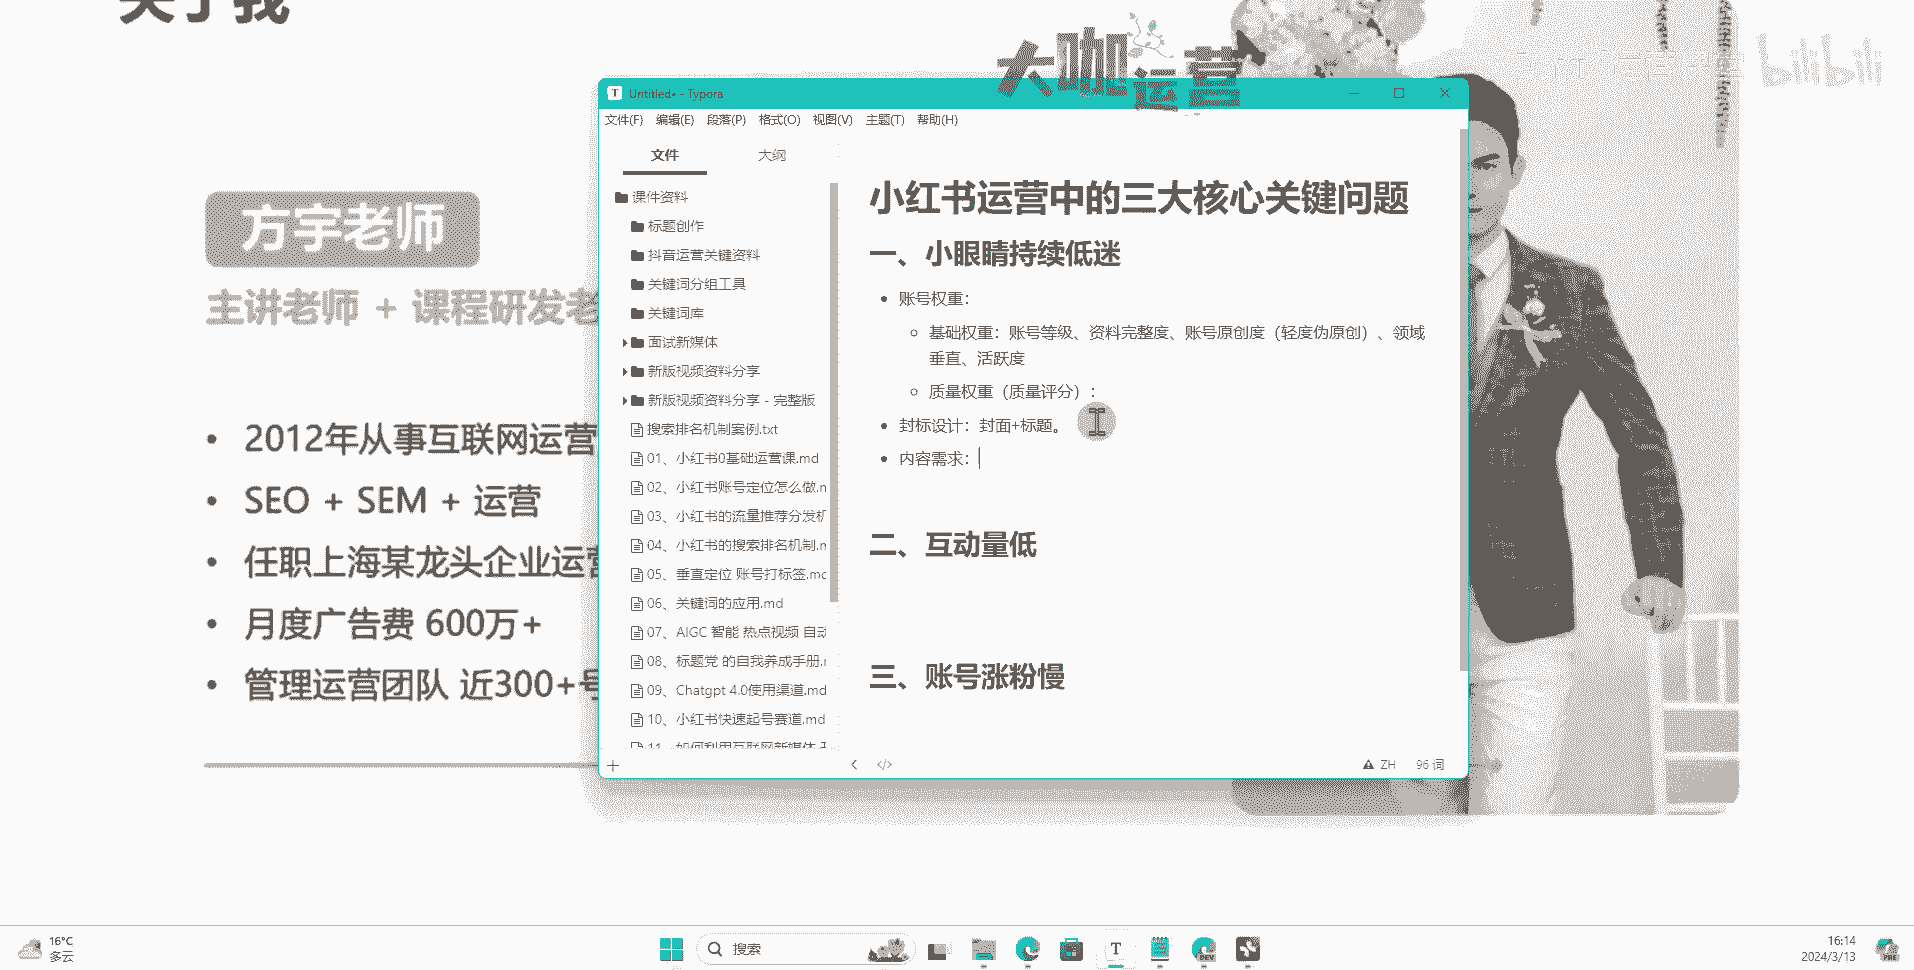 关于我
大咖运营
bilibili
方宇老师
主讲老师 + 课程研发老
2012年从事互联网运营
SEO + SEM + 运营
任职上海某龙头企业运营
月度广告费 600万+
管理运营团队 近300+号
Untitled• - Typora
文件(F) 编辑(E) 段落(P) 格式(O) 视图(V) 主题(T) 帮助(H)
文件 大纲
课件资料
标题创作
抖音运营关键资料
关键词分组工具
关键词库
面试新媒体
新版视频资料分享
新版视频资料分享 - 完整版
搜索排名机制案例.txt
01、小红书0基础运营课.md
02、小红书账号定位怎么做.m
03、小红书的流量推荐分发机
04、小红书的搜索排名机制.m
05、垂直定位 账号打标签.mc
06、关键词的应用.md
07、AIGC 智能 热点视频 自动
08、标题党 的自我养成手册.m
09、Chatgpt 4.0使用渠道.md
10、小红书快速起号赛道.md
11、如何利用互联网新媒体
小红书运营中的三大核心关键问题
一、小眼睛持续低迷
账号权重：
基础权重：账号等级、资料完整度、账号原创度（轻度伪原创）、领域
垂直、活跃度
质量权重（质量评分）：
封标设计：封面+标题。
内容需求：
二、互动量低
三、账号涨粉慢
ZH 96 词
16°C
多云
搜索
T
DEV
16:14
2024/3/13
PRE